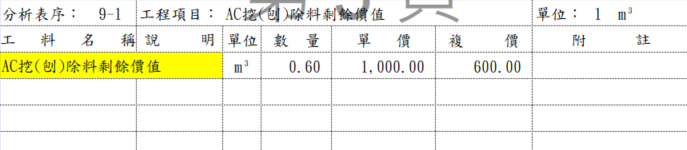 分析表序： 9-1 工程項目： AC挖(刨)除料剩餘價值 單位： 1 m³
工 料 名 稱 說 明 單位 數 量 單 價 複 價 附 註
AC挖(刨)除料剩餘價值 m³ 0.60 1,000.00 600.00